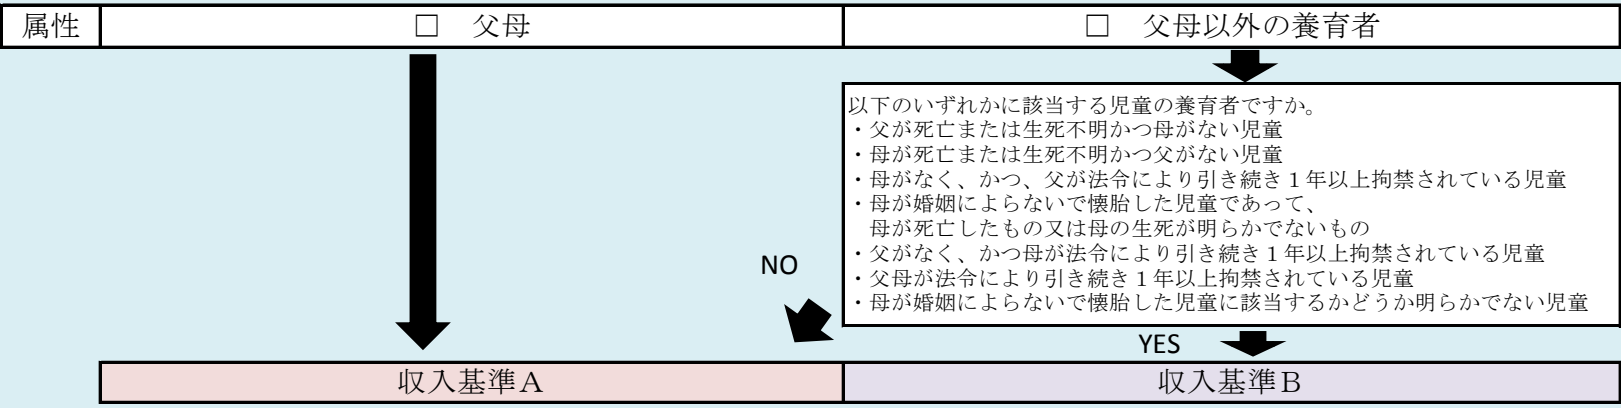 属性
□　父母
□　父母以外の養育者
以下のいずれかに該当する児童の養育者ですか。
・父が死亡または生死不明かつ母がない児童
・母が死亡または生死不明かつ父がない児童
・母がなく、かつ、父が法令により引き続き１年以上拘禁されている児童
・母が婚姻によらないで懐胎した児童であって、
　母が死亡したもの又は母の生死が明らかでないもの
・父がなく、かつ母が法令により引き続き１年以上拘禁されている児童
・父母が法令により引き続き１年以上拘禁されている児童
・母が婚姻によらないで懐胎した児童に該当するかどうか明らかでない児童
NO
YES
収入基準Ａ
収入基準Ｂ